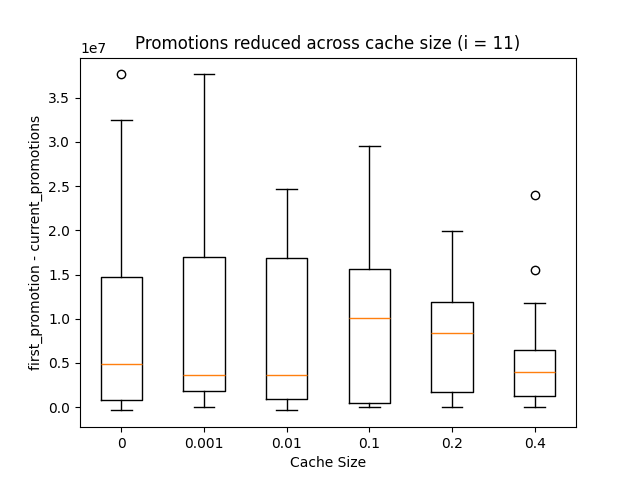 Promotions reduced across cache size (i = 11)
1e7
first_promotion - current_promotions
3.5
3.0
2.5
2.0
1.5
1.0
0.5
0.0
0 0.001 0.01 0.1 0.2 0.4
Cache Size